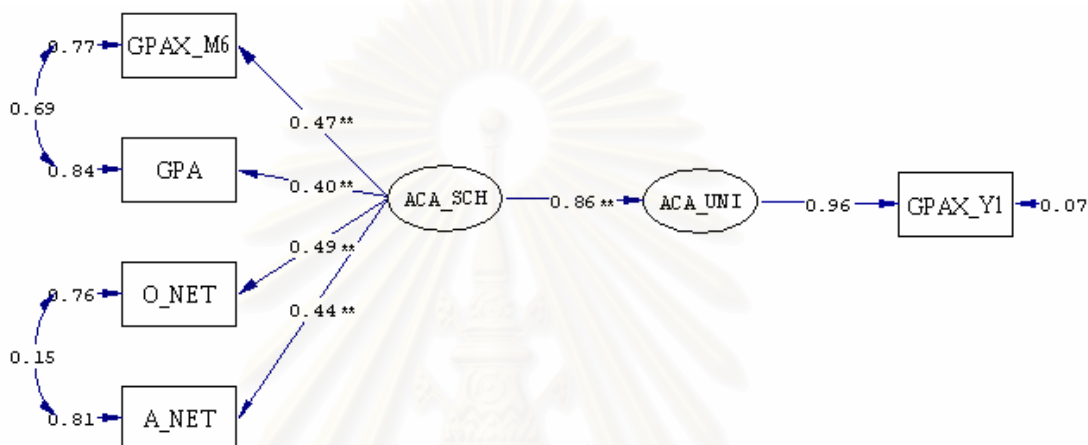 0.77
GPAX_M6
0.69
0.47**
0.84
GPA
0.40**
ACA_SCH
0.86**
ACA_UNI
0.96
GPAX_Y1
0.07
0.49**
0.76
O_NET
0.44**
0.15
0.81
A_NET